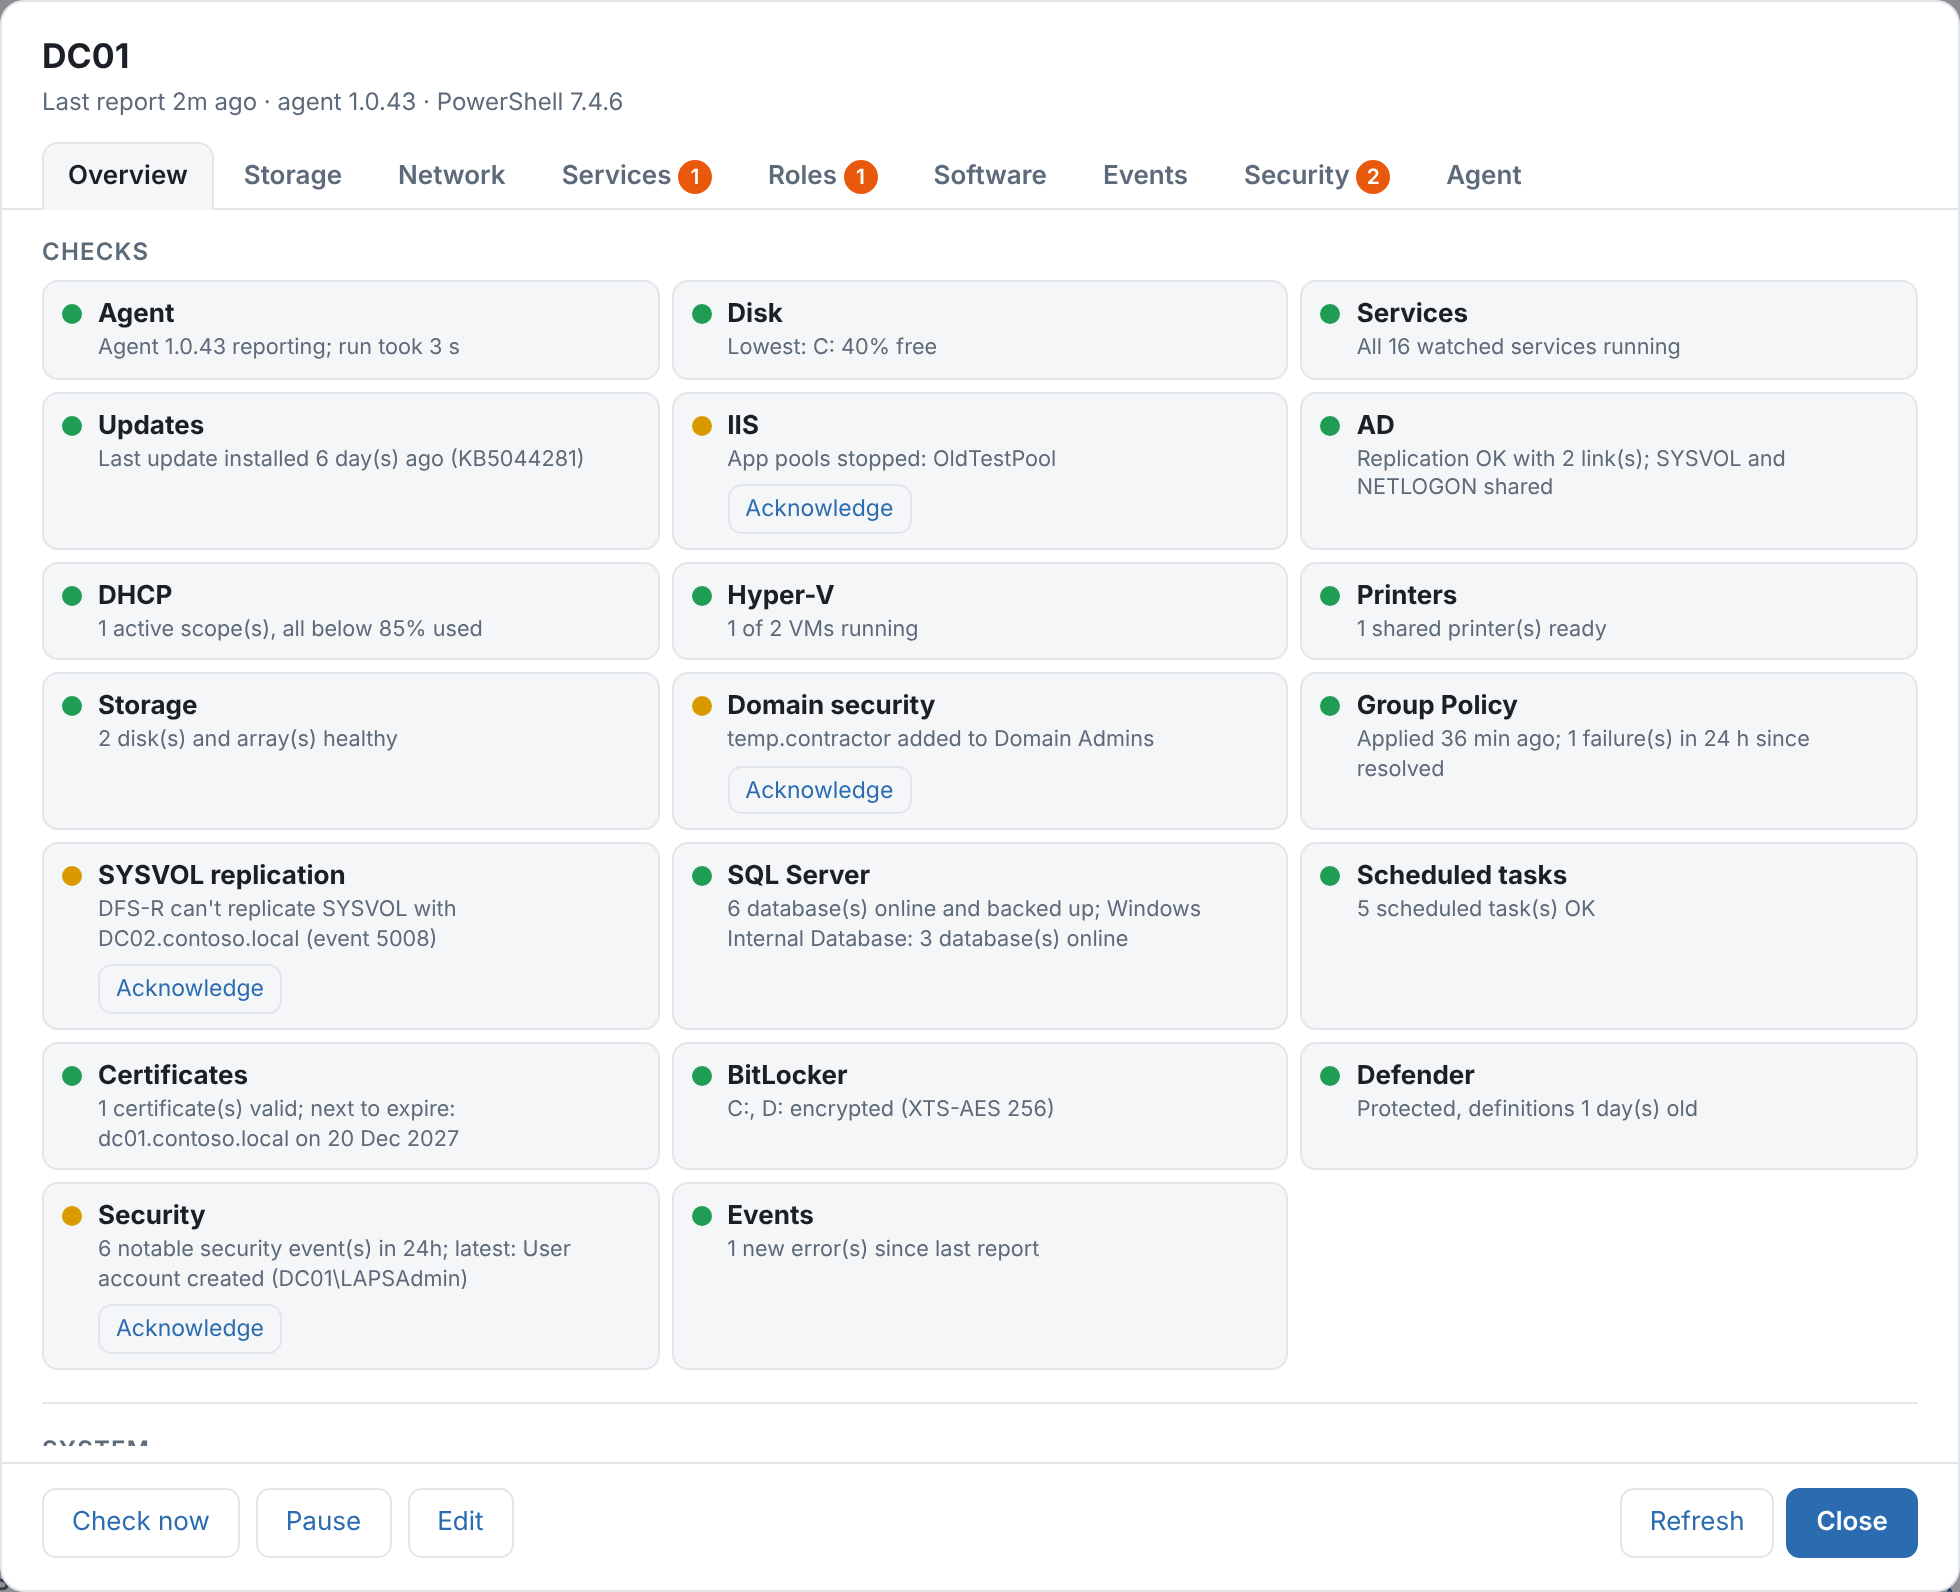 DC01
Last report 2m ago · agent 1.0.43 · PowerShell 7.4.6
Overview
Storage
Network
Services 1
Roles 1
Software
Events
Security 2
Agent
CHECKS
Agent
Agent 1.0.43 reporting; run took 3 s
Disk
Lowest: C: 40% free
Services
All 16 watched services running
Updates
Last update installed 6 day(s) ago (KB5044281)
IIS
App pools stopped: OldTestPool
Acknowledge
AD
Replication OK with 2 link(s); SYSVOL and
NETLOGON shared
DHCP
1 active scope(s), all below 85% used
Hyper-V
1 of 2 VMs running
Printers
1 shared printer(s) ready
Storage
2 disk(s) and array(s) healthy
Domain security
temp.contractor added to Domain Admins
Acknowledge
Group Policy
Applied 36 min ago; 1 failure(s) in 24 h since
resolved
SYSVOL replication
DFS-R can't replicate SYSVOL with
DC02.contoso.local (event 5008)
Acknowledge
SQL Server
6 database(s) online and backed up; Windows
Internal Database: 3 database(s) online
Scheduled tasks
5 scheduled task(s) OK
Certificates
1 certificate(s) valid; next to expire:
dc01.contoso.local on 20 Dec 2027
BitLocker
C:, D: encrypted (XTS-AES 256)
Defender
Protected, definitions 1 day(s) old
Security
6 notable security event(s) in 24h; latest: User
account created (DC01\LAPSAdmin)
Acknowledge
Events
1 new error(s) since last report
SYSTEM
Check now
Pause
Edit
Refresh
Close